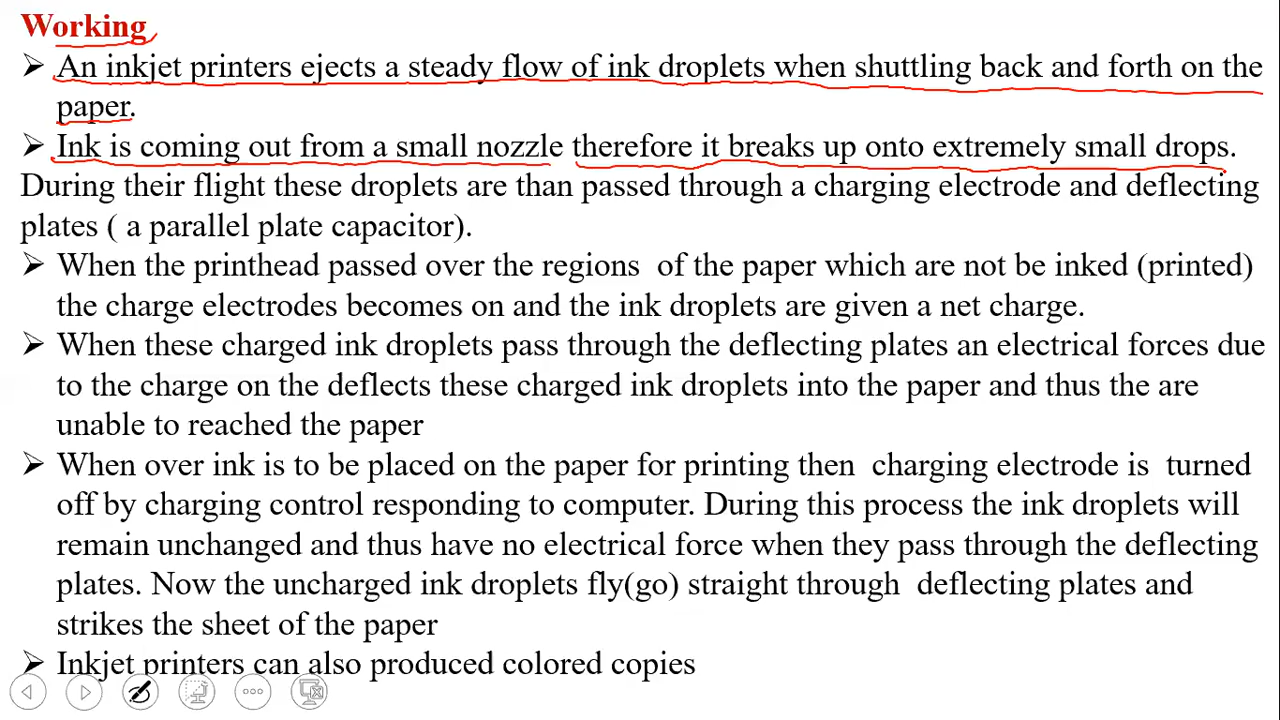 Working
➢ An inkjet printers ejects a steady flow of ink droplets when shuttling back and forth on the
paper.
➢ Ink is coming out from a small nozzle therefore it breaks up onto extremely small drops.
During their flight these droplets are than passed through a charging electrode and deflecting
plates ( a parallel plate capacitor).
➢ When the printhead passed over the regions of the paper which are not be inked (printed)
the charge electrodes becomes on and the ink droplets are given a net charge.
➢ When these charged ink droplets pass through the deflecting plates an electrical forces due
to the charge on the deflects these charged ink droplets into the paper and thus the are
unable to reached the paper
➢ When over ink is to be placed on the paper for printing then charging electrode is turned
off by charging control responding to computer. During this process the ink droplets will
remain unchanged and thus have no electrical force when they pass through the deflecting
plates. Now the uncharged ink droplets fly(go) straight through deflecting plates and
strikes the sheet of the paper
➢ Inkjet printers can also produced colored copies